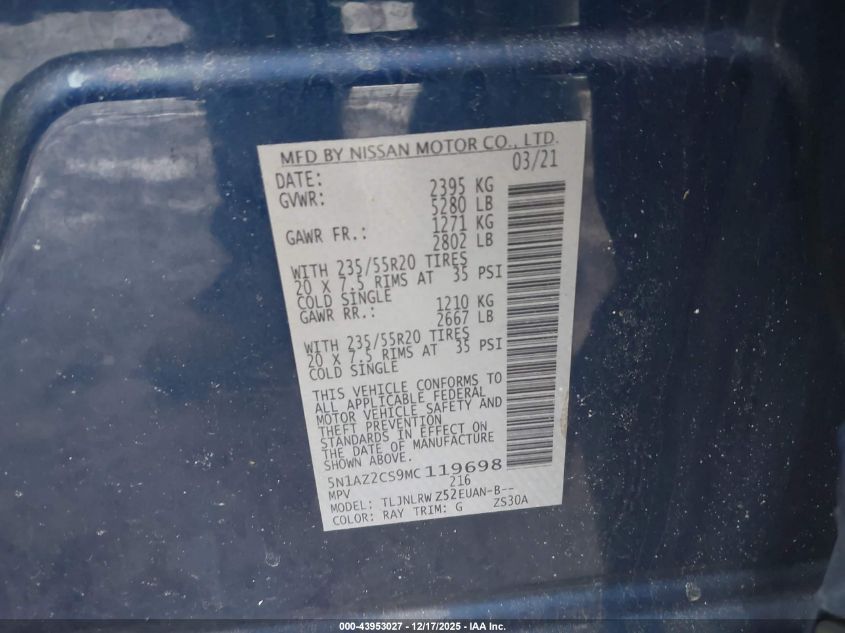 MFD BY NISSAN MOTOR CO., LTD.
DATE: 03/21
GVWR: 2395 KG
5280 LB
GAWR FR.: 1271 KG
2802 LB
WITH 235/55R20 TIRES
20 X 7.5 RIMS AT 35 PSI
COLD SINGLE
GAWR RR.: 1210 KG
2667 LB
WITH 235/55R20 TIRES
20 X 7.5 RIMS AT 35 PSI
COLD SINGLE
THIS VEHICLE CONFORMS TO
ALL APPLICABLE FEDERAL
MOTOR VEHICLE SAFETY AND
THEFT PREVENTION
STANDARDS IN EFFECT ON
THE DATE OF MANUFACTURE
SHOWN ABOVE.
5N1AZ2CS9MC119698
MPV 216
MODEL: TLJNLRW Z52EUAN-B--
COLOR: RAY TRIM: G ZS30A
000-43953027 - 12/17/2025 - IAA Inc.